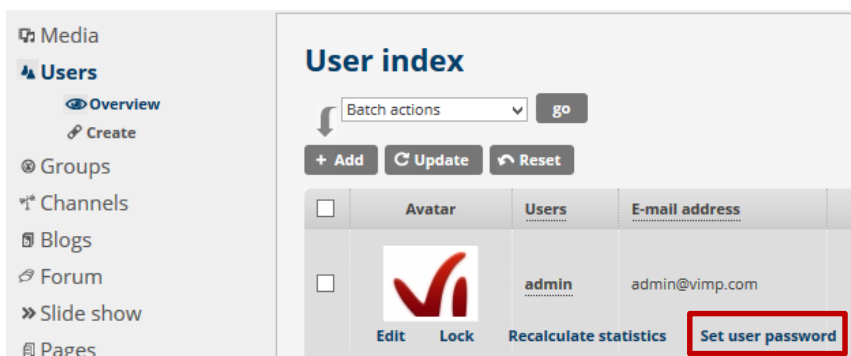 Media
Users
Overview
Create
Groups
Channels
Blogs
Forum
Slide show
Pages
User index
Batch actions
go
+ Add
Update
Reset
Avatar Users E-mail address
admin admin@vimp.com
Edit Lock Recalculate statistics Set user password